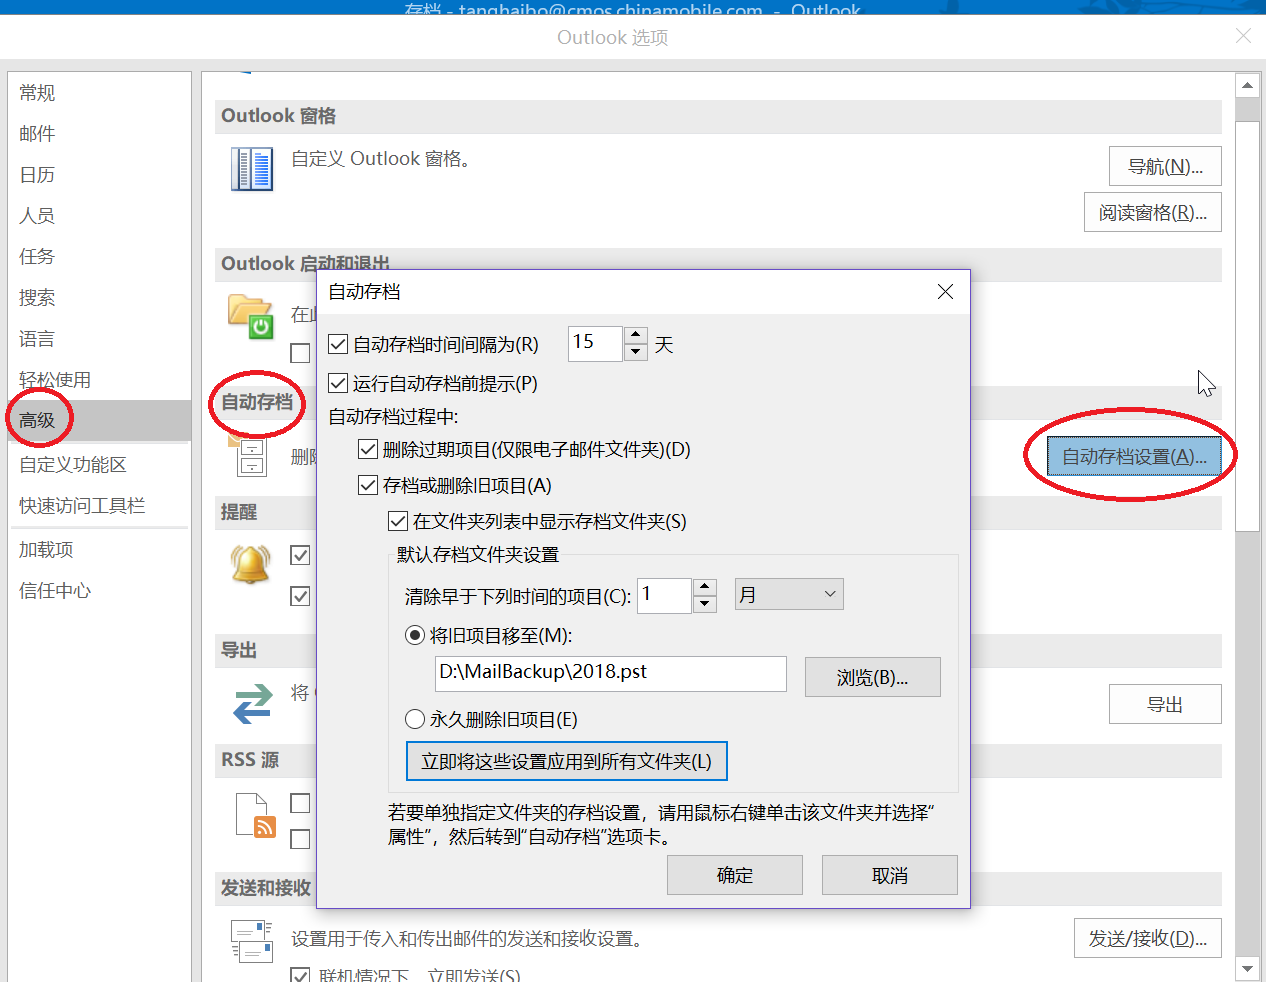 存档 - tanghaibo@cmos.chinamobile.com - Outlook
Outlook 选项
常规
邮件
日历
人员
任务
搜索
语言
轻松使用
高级
自定义功能区
快速访问工具栏
加载项
信任中心
Outlook 窗格
自定义 Outlook 窗格。
导航(N)...
阅读窗格(R)...
Outlook 启动和退出
在此
自动存档
删除
自动存档设置(A)...
提醒
导出
将
导出
RSS 源
发送和接收
设置用于传入和传出邮件的发送和接收设置。
发送/接收(D)...
联机情况下，立即发送(S)
自动存档
自动存档时间间隔为(R) 15 天
运行自动存档前提示(P)
自动存档过程中:
删除过期项目(仅限电子邮件文件夹)(D)
存档或删除旧项目(A)
在文件夹列表中显示存档文件夹(S)
默认存档文件夹设置
清除早于下列时间的项目(C): 1 月
将旧项目移至(M):
D:\MailBackup\2018.pst
浏览(B)...
永久删除旧项目(E)
立即将这些设置应用到所有文件夹(L)
若要单独指定文件夹的存档设置，请用鼠标右键单击该文件夹并选择“
属性”，然后转到“自动存档”选项卡。
确定
取消